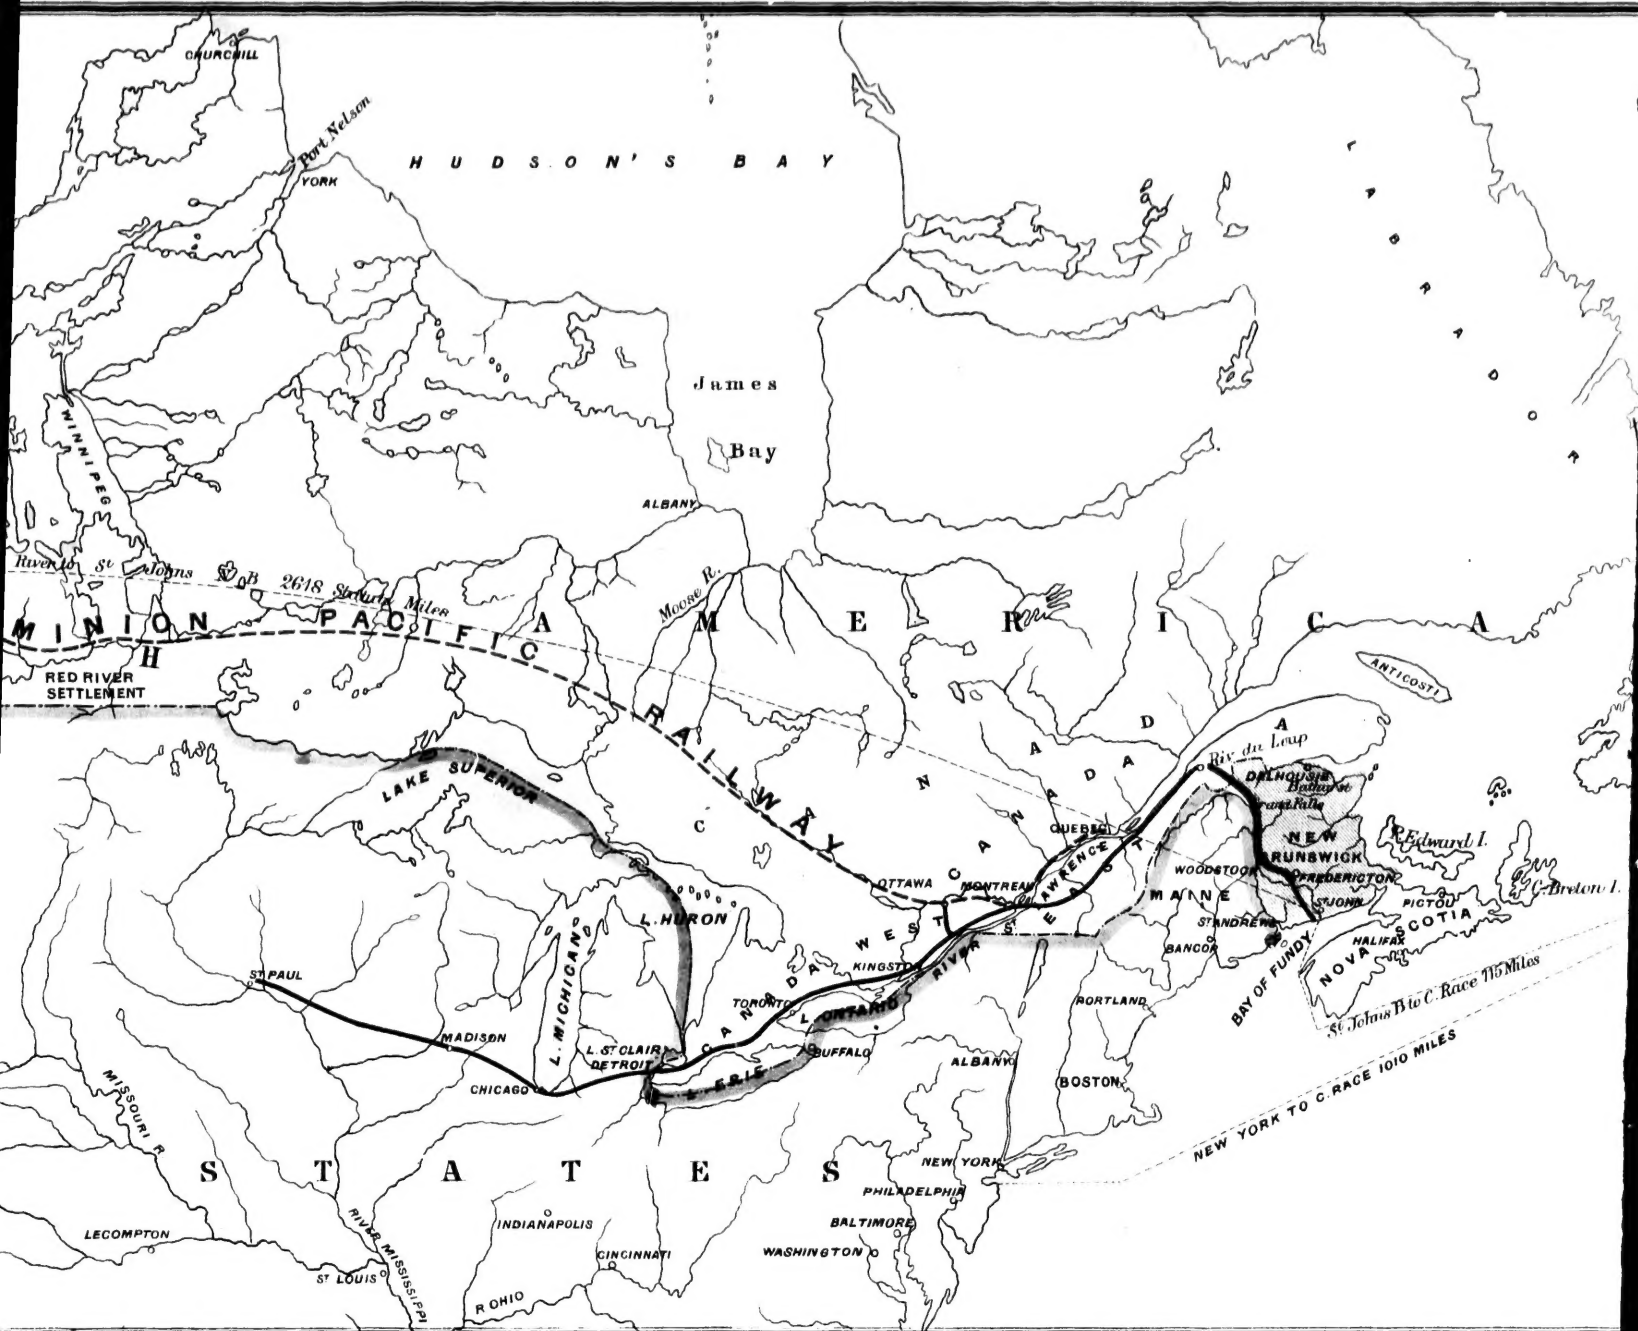 CHURCHILL
Port Nelson
YORK
HUDSON'S BAY
LABRADOR
James
Bay
WINNIPEG
ALBANY
River to St Johns N B 2648 Statute Miles
Moose R.
MINION PACIFIC RAILWAY
H AMERICA
RED RIVER
SETTLEMENT
ANTICOSTI
CANADA
Riv. du Loup
DALHOUSIE
Bathurst
Grand Falls
LAKE SUPERIOR
QUEBEC
NEW
BRUNSWICK
P. Edward I.
CANADA EAST
ST LAWRENCE RIVER
WOODSTOCK
FREDERICTON
OTTAWA
MONTREAL
MAINE
ST JOHN
PICTOU
C. Breton I.
L. HURON
ST ANDREWS
BANGOR
HALIFAX
NOVA SCOTIA
BAY OF FUNDY
CANADA WEST
KINGSTON
ST PAUL
L. MICHIGAN
TORONTO
L. ONTARIO
PORTLAND
St Johns B to C. Race 715 Miles
MADISON
L. ST CLAIR
DETROIT
BUFFALO
ALBANY
BOSTON
CHICAGO
L. ERIE
NEW YORK TO C. RACE 1010 MILES
MISSOURI R
STATES
NEW YORK
PHILADELPHIA
INDIANAPOLIS
BALTIMORE
LECOMPTON
CINCINNATI
WASHINGTON
RIVER MISSISSIPPI
ST LOUIS
R OHIO